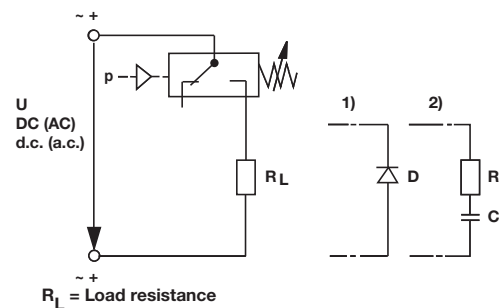 ~ +
p
U
DC (AC)
d.c. (a.c.)
R L
~ +
R L = Load resistance
1)
D
2)
R
C